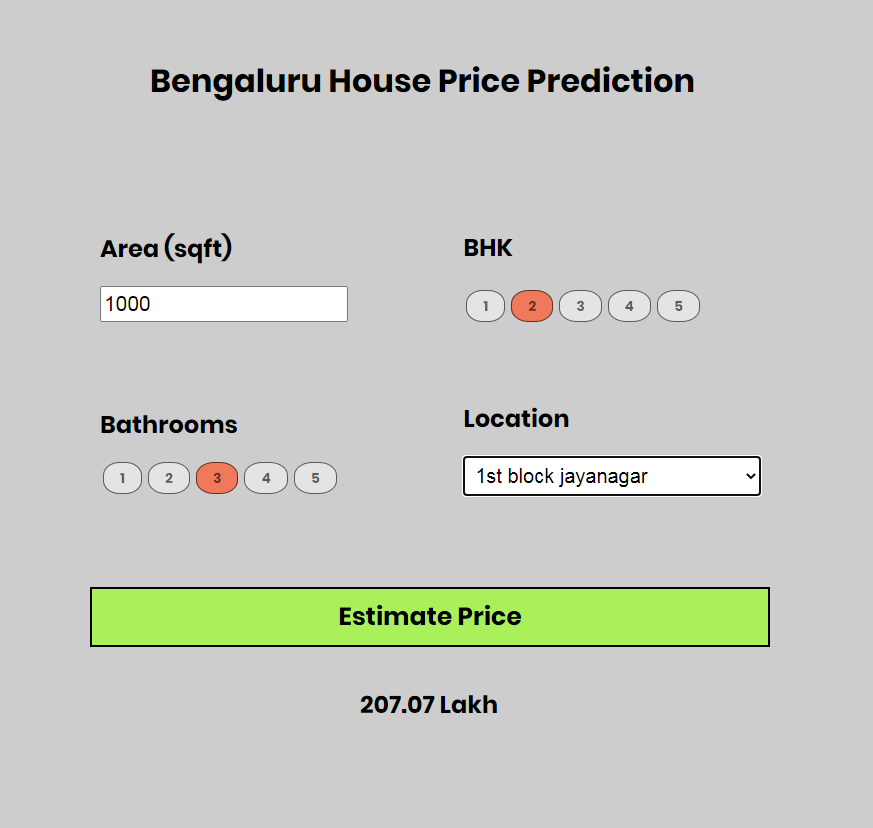 Bengaluru House Price Prediction
Area (sqft)
1000
BHK
1 2 3 4 5
Bathrooms
1 2 3 4 5
Location
1st block jayanagar
Estimate Price
207.07 Lakh